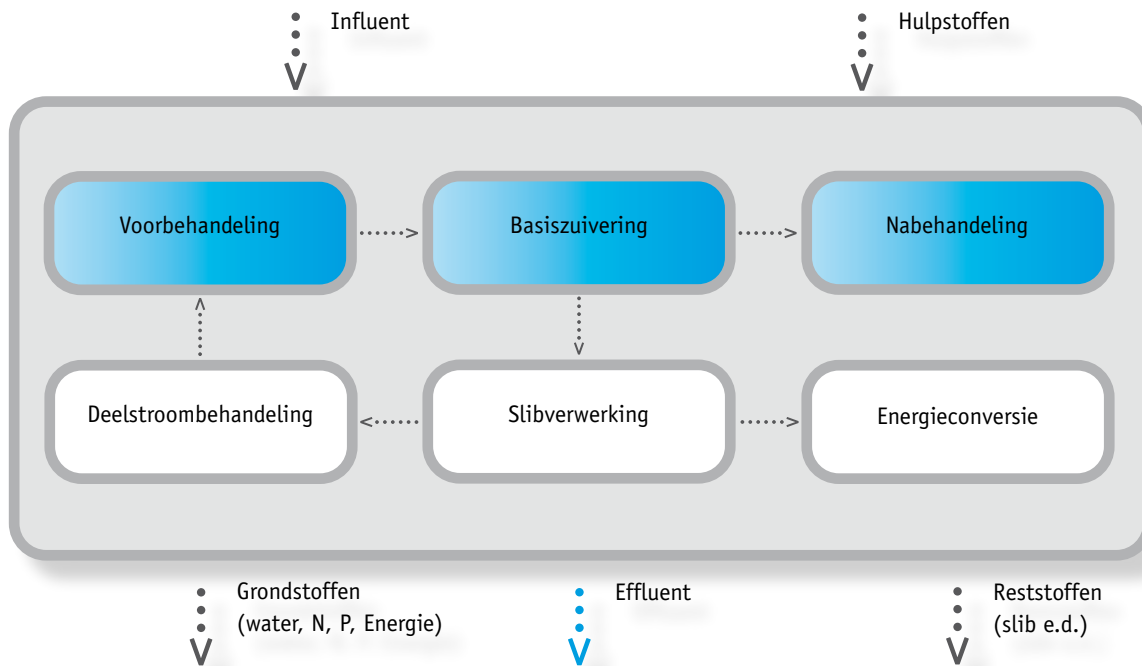 Influent
Hulpstoffen
Voorbehandeling
Basiszuivering
Nabehandeling
Deelstroombehandeling
Slibverwerking
Energieconversie
Grondstoffen
(water, N, P, Energie)
Effluent
Reststoffen
(slib e.d.)